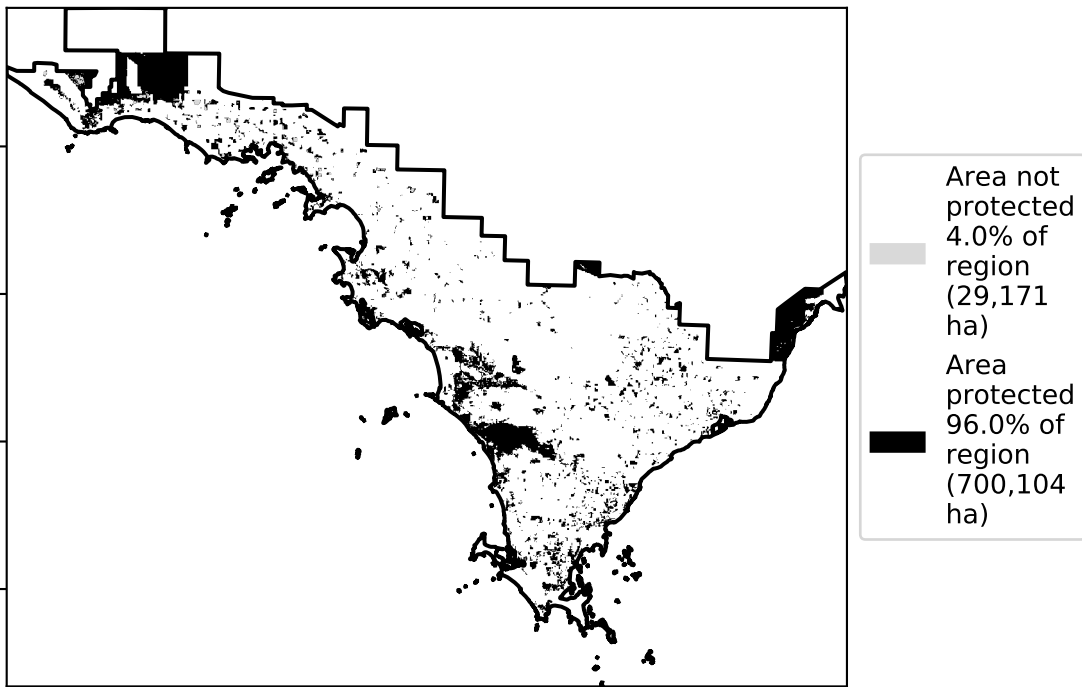 Area not
protected
4.0% of
region
(29,171
ha)
Area
protected
96.0% of
region
(700,104
ha)